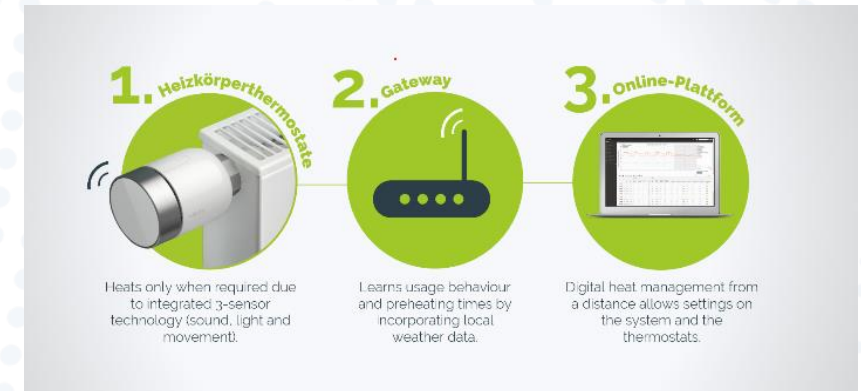 1. Heizkörperthermostate
2. Gateway
3. Online-Plattform
Heats only when required due
to integrated 3-sensor
technology (sound, light and
movement).
Learns usage behaviour
and preheating times by
incorporating local
weather data.
Digital heat management from
a distance allows settings on
the system and the
thermostats.